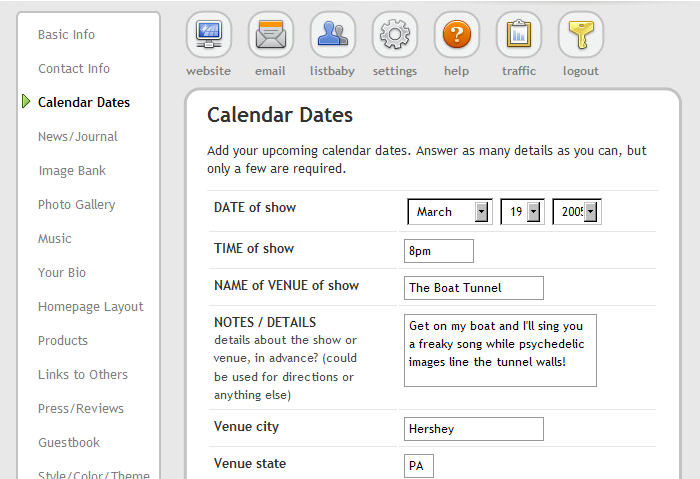 Basic Info
Contact Info
Calendar Dates
News/Journal
Image Bank
Photo Gallery
Music
Your Bio
Homepage Layout
Products
Links to Others
Press/Reviews
Guestbook
Style/Color/Theme
website email listbaby settings help traffic logout
Calendar Dates
Add your upcoming calendar dates. Answer as many details as you can, but
only a few are required.
DATE of show March 19 2005
TIME of show 8pm
NAME of VENUE of show The Boat Tunnel
NOTES / DETAILS
details about the show or
venue, in advance? (could
be used for directions or
anything else)
Get on my boat and I'll sing you
a freaky song while psychedelic
images line the tunnel walls!
Venue city Hershey
Venue state PA